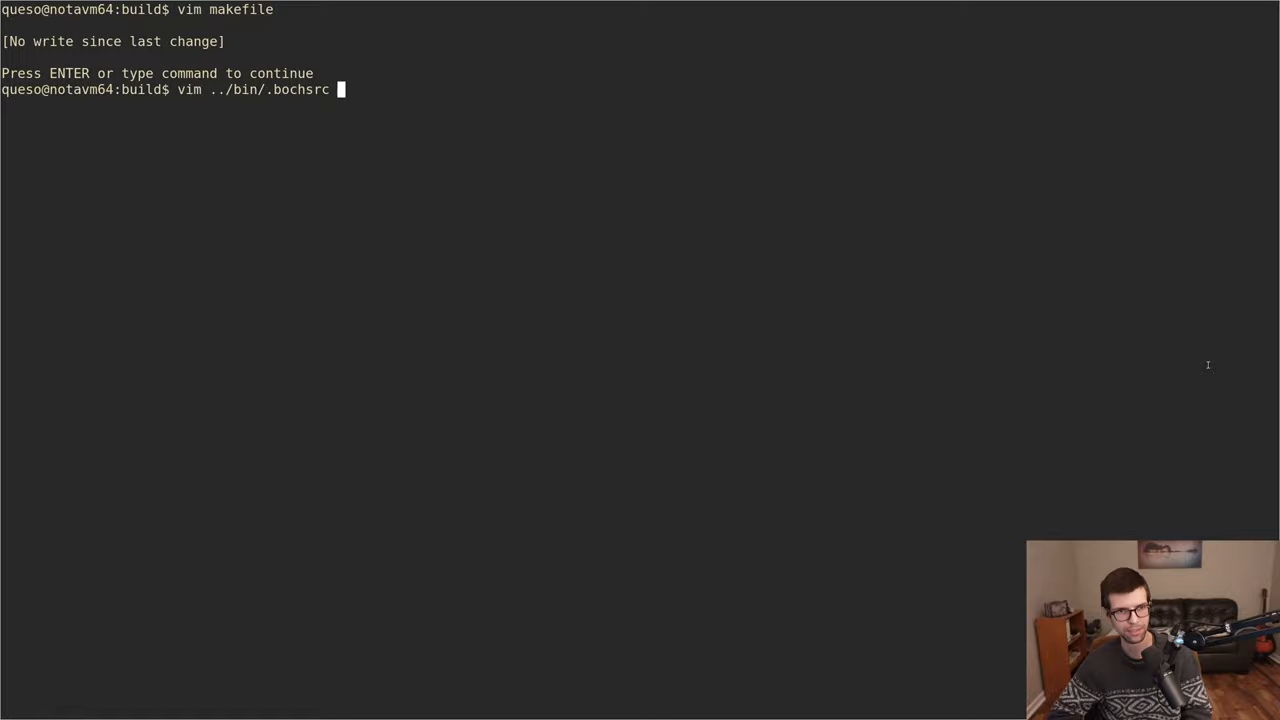 queso@notavm64:build$ vim makefile
[No write since last change]
Press ENTER or type command to continue
queso@notavm64:build$ vim ../bin/.bochsrc